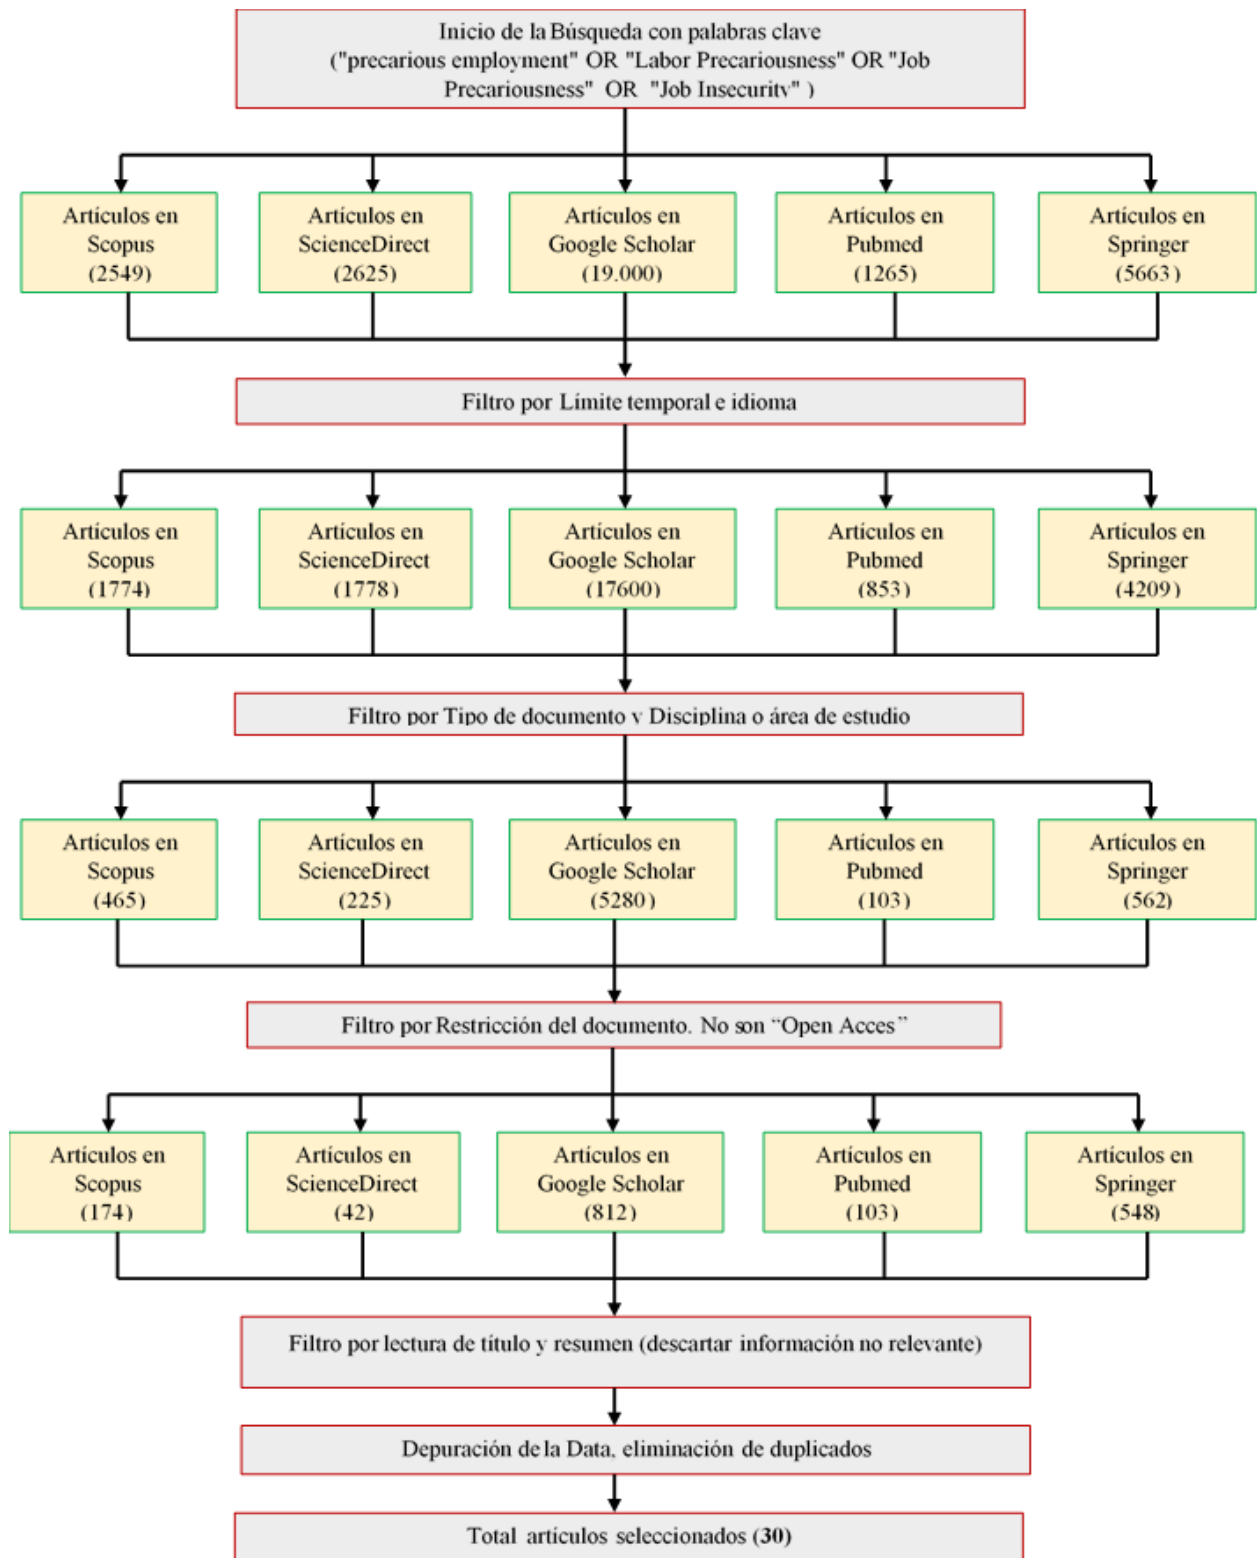 Inicio de la Búsqueda con palabras clave
("precarious employment" OR "Labor Precariousness" OR "Job
Precariousness" OR "Job Insecurity" )
Artículos en
Scopus
(2549)
Artículos en
ScienceDirect
(2625)
Artículos en
Google Scholar
(19.000)
Artículos en
Pubmed
(1265)
Artículos en
Springer
(5663)
Filtro por Límite temporal e idioma
Artículos en
Scopus
(1774)
Artículos en
ScienceDirect
(1778)
Artículos en
Google Scholar
(17600)
Artículos en
Pubmed
(853)
Artículos en
Springer
(4209)
Filtro por Tipo de documento y Disciplina o área de estudio
Artículos en
Scopus
(465)
Artículos en
ScienceDirect
(225)
Artículos en
Google Scholar
(5280)
Artículos en
Pubmed
(103)
Artículos en
Springer
(562)
Filtro por Restricción del documento. No son “Open Acces”
Artículos en
Scopus
(174)
Artículos en
ScienceDirect
(42)
Artículos en
Google Scholar
(812)
Artículos en
Pubmed
(103)
Artículos en
Springer
(548)
Filtro por lectura de título y resumen (descartar información no relevante)
Depuración de la Data, eliminación de duplicados
Total artículos seleccionados (30)